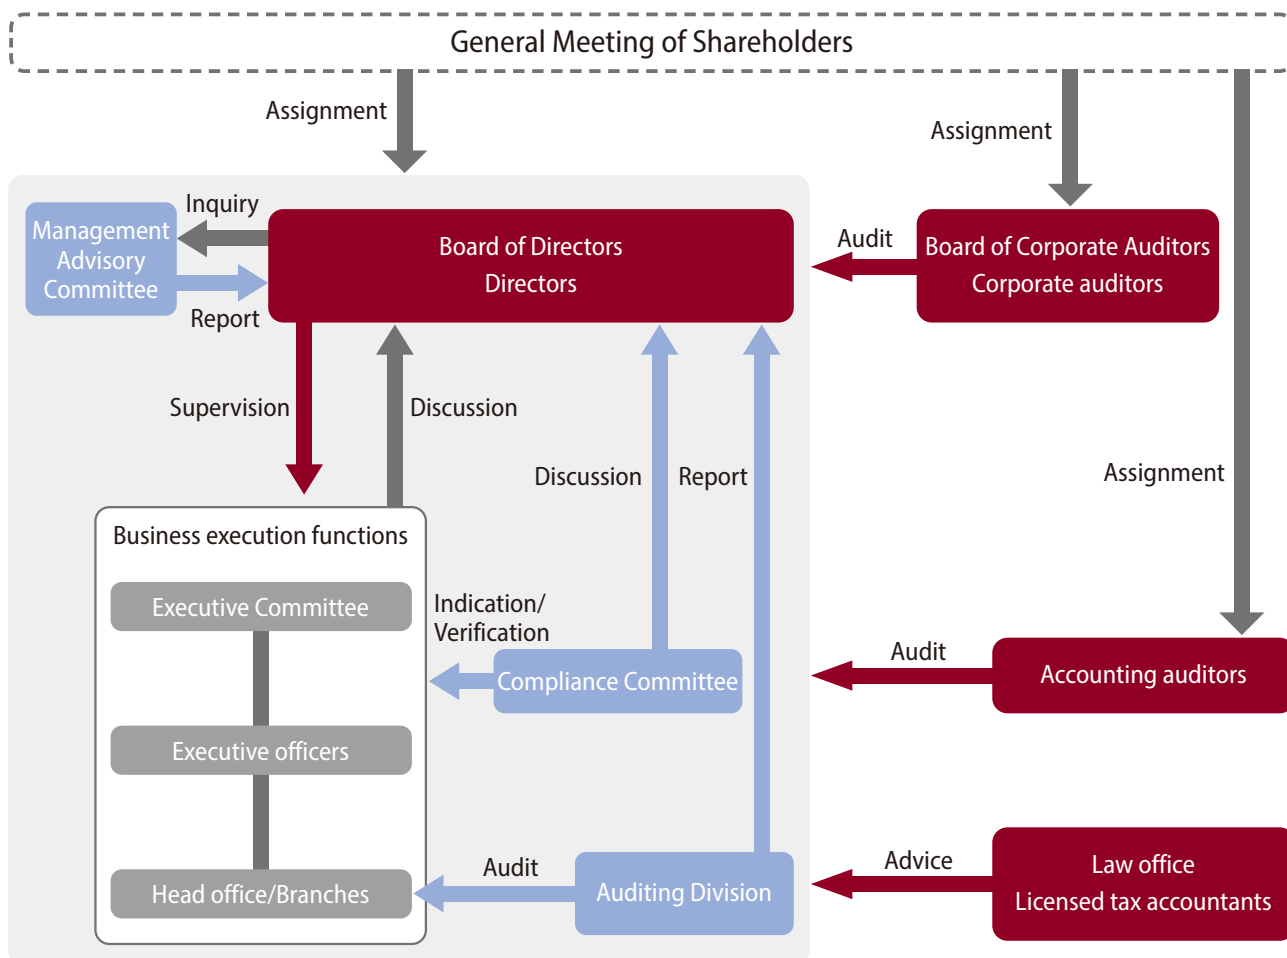 General Meeting of Shareholders
Assignment
Assignment
Inquiry
Management
Advisory
Committee
Report
Board of Directors
Directors
Audit
Board of Corporate Auditors
Corporate auditors
Supervision
Discussion
Discussion
Report
Assignment
Business execution functions
Executive Committee
Indication/
Verification
Compliance Committee
Audit
Accounting auditors
Executive officers
Head office/Branches
Audit
Auditing Division
Advice
Law office
Licensed tax accountants